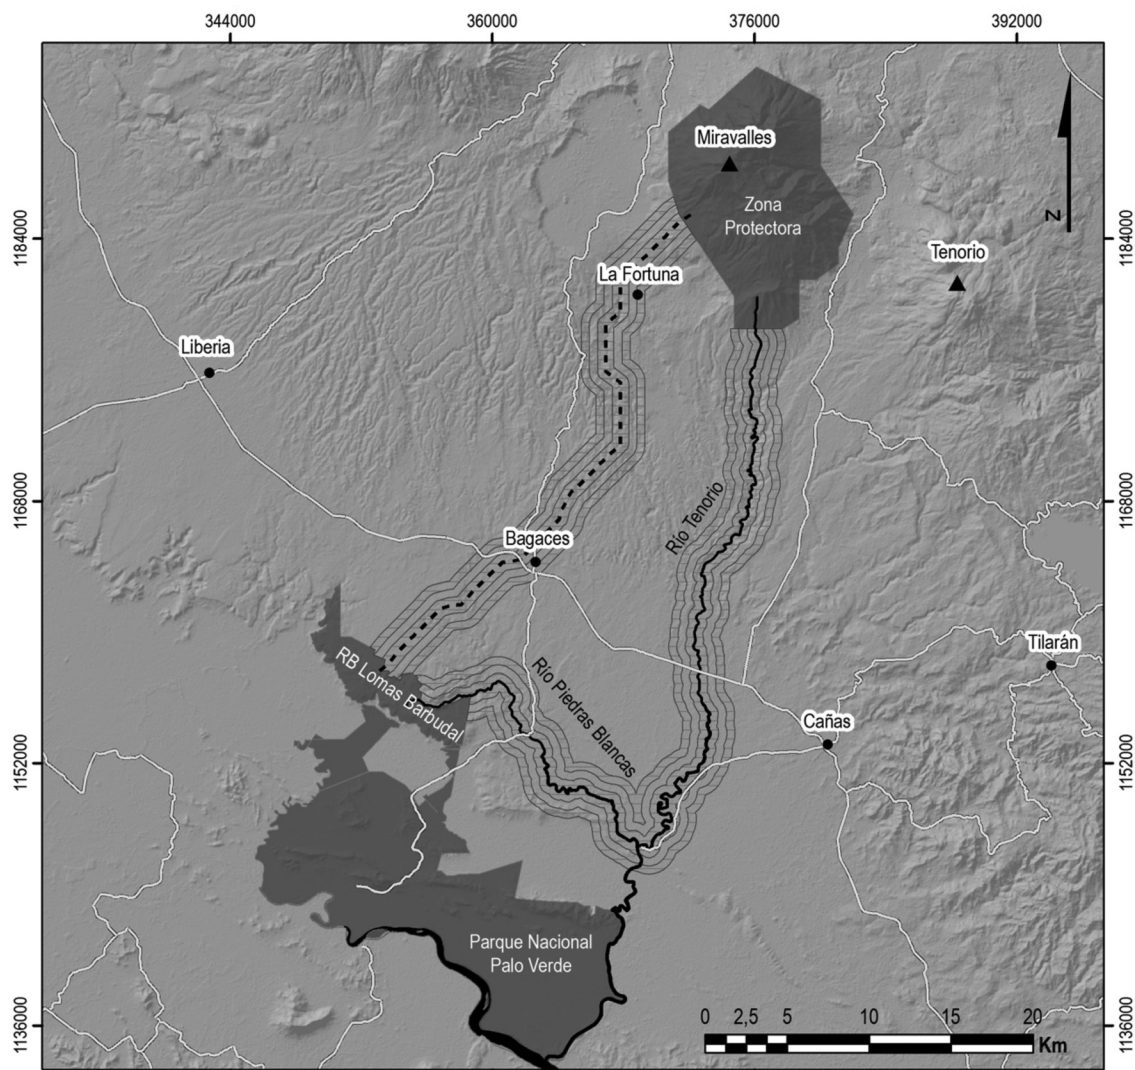 344000 360000 376000 392000
Miravalles
Zona
Protectora
N
1184000 1184000
Tenorio
La Fortuna
Liberia
1168000 1168000
Río Tenorio
Bagaces
Tilarán
RB Lomas Barbudal
Río Piedras Blancas
Cañas
1152000 1152000
Parque Nacional
Palo Verde
1136000 1136000
0 2,5 5 10 15 20
Km